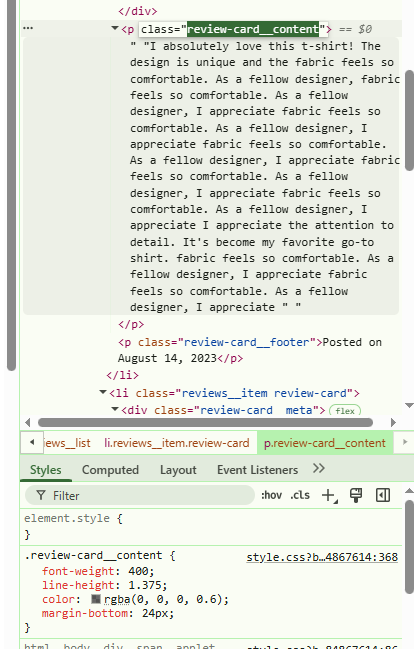 </div>
<p class="review-card__content"> == $0
" "I absolutely love this t-shirt! The
design is unique and the fabric feels so
comfortable. As a fellow designer, fabric
feels so comfortable. As a fellow
designer, I appreciate fabric feels so
comfortable. As a fellow designer, I
appreciate fabric feels so comfortable.
As a fellow designer, I appreciate fabric
feels so comfortable. As a fellow
designer, I appreciate fabric feels so
comfortable. As a fellow designer, I
appreciate I appreciate the attention to
detail. It's become my favorite go-to
shirt. fabric feels so comfortable. As a
fellow designer, I appreciate fabric
feels so comfortable. As a fellow
designer, I appreciate " "
</p>
<p class="review-card__footer">Posted on
August 14, 2023</p>
</li>
<li class="reviews__item review-card">
<div class="review-card__meta"> flex
iews__list li.reviews__item.review-card p.review-card__content
Styles Computed Layout Event Listeners
Filter :hov .cls
element.style {
}
.review-card__content { style.css?b…4867614:368
font-weight: 400;
line-height: 1.375;
color: rgba(0, 0, 0, 0.6);
margin-bottom: 24px;
}
html, body, div, span, applet,